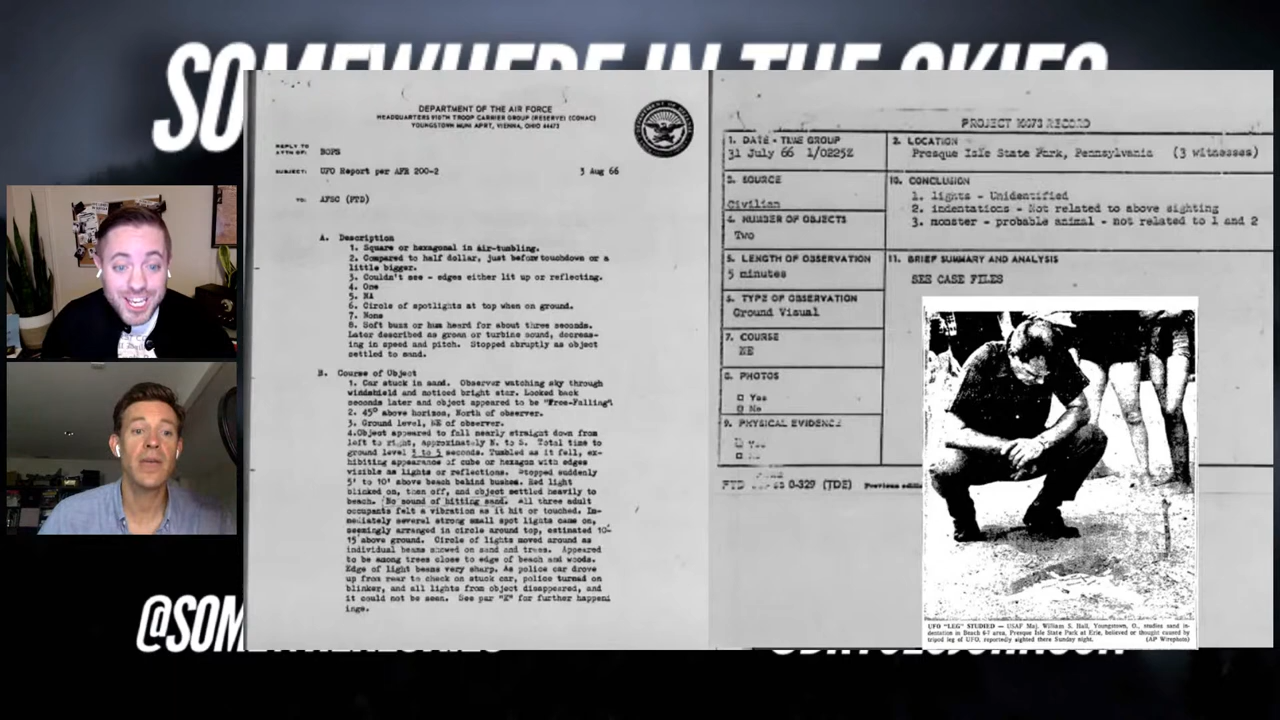 SOMEWHERE IN THE SKIES
DEPARTMENT OF THE AIR FORCE
HEADQUARTERS 910TH TROOP CARRIER GROUP (RESERVE) (CONAC)
YOUNGSTOWN MUNI APRT, VIENNA, OHIO 44473
REPLY TO
ATTN OF: BOPS
SUBJECT: UFO Report per AFR 200-2 3 Aug 66
TO: AFSC (FTD)
A. Description
1. Square or hexagonal in air-tumbling.
2. Compared to half dollar, just before touchdown or a
little bigger.
3. Couldn't see - edges either lit up or reflecting.
4. One
5. NA
6. Circle of spotlights at top when on ground.
7. None
8. Soft buzz or hum heard for about three seconds.
Later described as groan or turbine sound, decreas-
ing in speed and pitch. Stopped abruptly as object
settled to sand.
B. Course of Object
1. Car stuck in sand. Observer watching sky through
windshield and noticed bright star. Looked back
seconds later and object appeared to be "Free-Falling"
2. 45° above horizon, North of observer.
3. Ground level, NE of observer.
4.Object appeared to fall nearly straight down from
left to right, approximately N. to S. Total time to
ground level 3 to 5 seconds. Tumbled as it fell, ex-
hibiting appearance of cube or hexagon with edges
visible as lights or reflections. Stopped suddenly
5' to 10' above beach behind bushes. Red light
blinked on, then off, and object settled heavily to
beach. No sound of hitting sand. All three adult
occupants felt a vibration as it hit or touched. Im-
mediately several strong small spot lights came on,
seemingly arranged in circle around top, estimated 10-
15 above ground. Circle of lights moved around as
individual beams showed on sand and trees. Appeared
to be among trees close to edge of beach and woods.
Edge of light beams very sharp. As police car drove
up from rear to check on stuck car, police turned on
blinker, and all lights from object disappeared, and
it could not be seen. See par "E" for further happen
ings.
PROJECT 10073 RECORD
1. DATE - TIME GROUP
31 July 66 1/0225Z
2. LOCATION
Presque Isle State Park, Pennsylvania (3 witnesses)
3. SOURCE
Civilian
10. CONCLUSION
1. lights - Unidentified
2. indentations - Not related to above sighting
3. monster - probable animal - not related to 1 and 2
4. NUMBER OF OBJECTS
Two
5. LENGTH OF OBSERVATION
5 minutes
11. BRIEF SUMMARY AND ANALYSIS
SEE CASE FILES
6. TYPE OF OBSERVATION
Ground Visual
7. COURSE
NE
8. PHOTOS
Yes
No
9. PHYSICAL EVIDENCE
FTD 0-329 (TDE) Previous
UFO "LEG" STUDIED — USAF Maj. William S. Hall, Youngstown, O., studies sand in-
dentation in Beach 6-7 area, Presque Isle State Park at Erie, believed or thought caused by
tripod leg of UFO, reportedly sighted there Sunday night. (AP Wirephoto)
@SOM